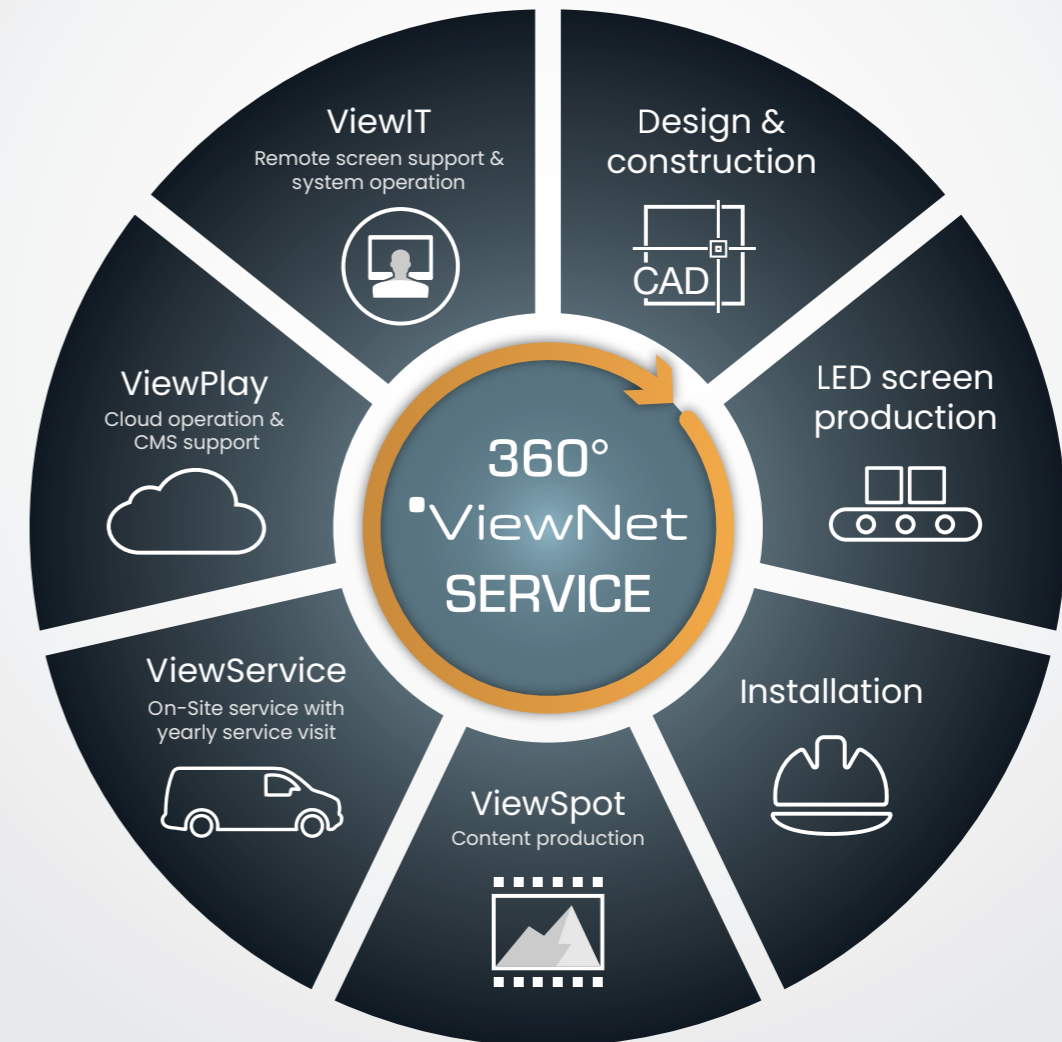 360°
ViewNet
SERVICE
Design &
construction
CAD
LED screen
production
Installation
ViewSpot
Content production
ViewService
On-Site service with
yearly service visit
ViewPlay
Cloud operation &
CMS support
ViewIT
Remote screen support &
system operation